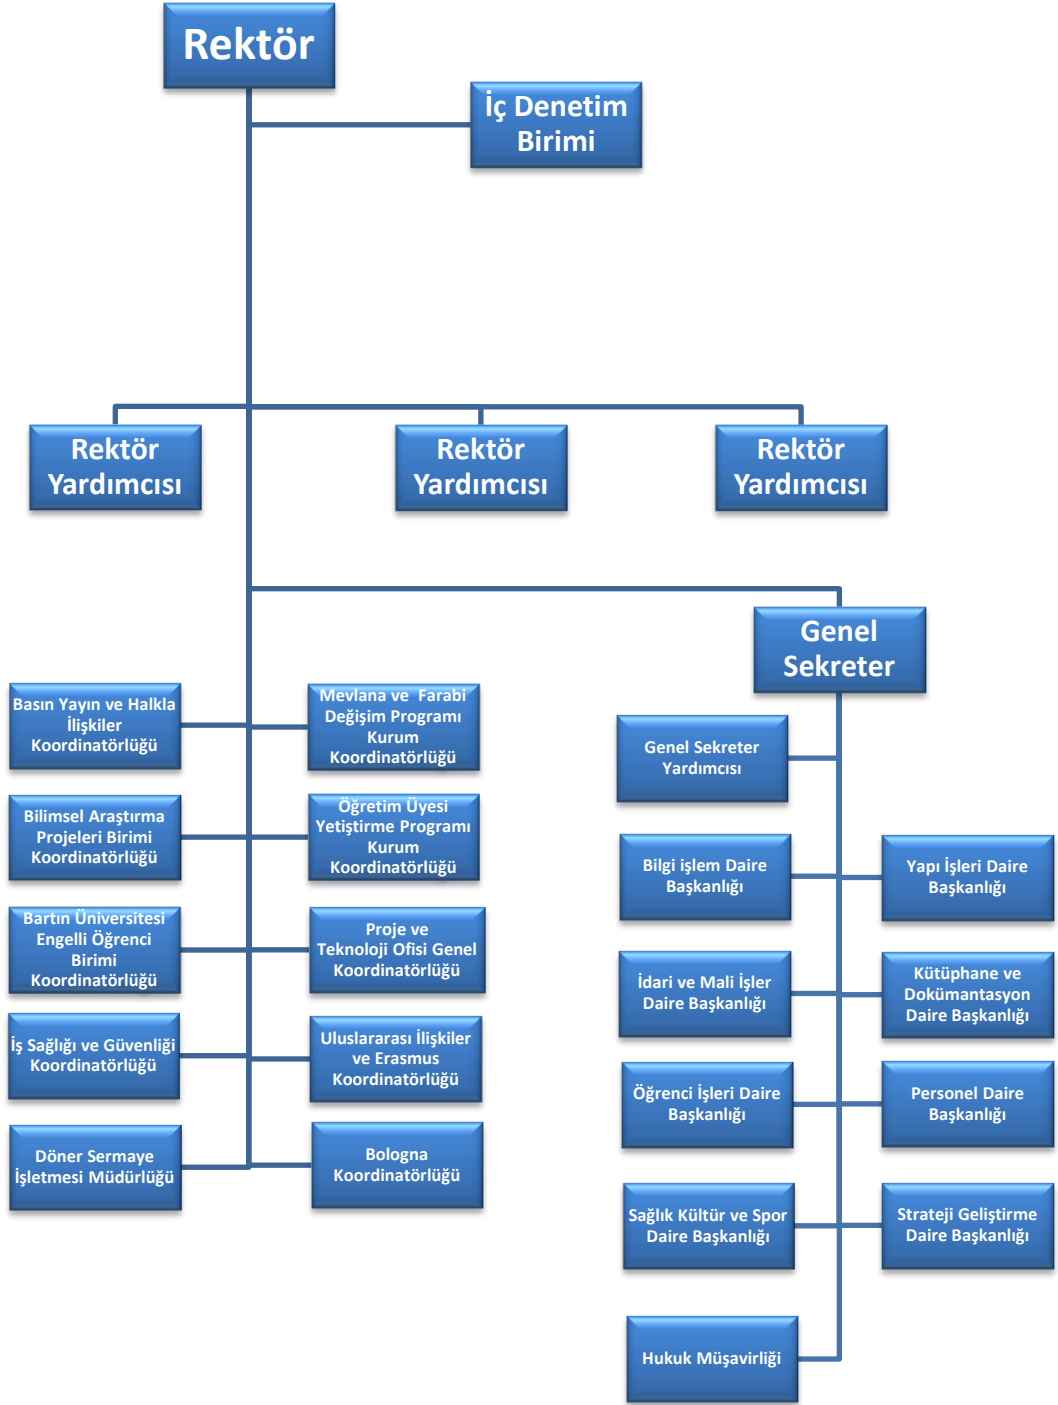 Rektör
İç Denetim
Birimi
Rektör
Yardımcısı
Rektör
Yardımcısı
Rektör
Yardımcısı
Genel
Sekreter
Basın Yayın ve Halkla
İlişkiler
Koordinatörlüğü
Mevlana ve Farabi
Değişim Programı
Kurum
Koordinatörlüğü
Bilimsel Araştırma
Projeleri Birimi
Koordinatörlüğü
Öğretim Üyesi
Yetiştirme Programı
Kurum
Koordinatörlüğü
Bartın Üniversitesi
Engelli Öğrenci
Birimi
Koordinatörlüğü
Proje ve
Teknoloji Ofisi Genel
Koordinatörlüğü
İş Sağlığı ve Güvenliği
Koordinatörlüğü
Uluslararası İlişkiler
ve Erasmus
Koordinatörlüğü
Döner Sermaye
İşletmesi Müdürlüğü
Bologna
Koordinatörlüğü
Genel Sekreter
Yardımcısı
Bilgi işlem Daire
Başkanlığı
Yapı İşleri Daire
Başkanlığı
İdari ve Mali İşler
Daire Başkanlığı
Kütüphane ve
Dokümantasyon
Daire Başkanlığı
Öğrenci İşleri Daire
Başkanlığı
Personel Daire
Başkanlığı
Sağlık Kültür ve Spor
Daire Başkanlığı
Strateji Geliştirme
Daire Başkanlığı
Hukuk Müşavirliği